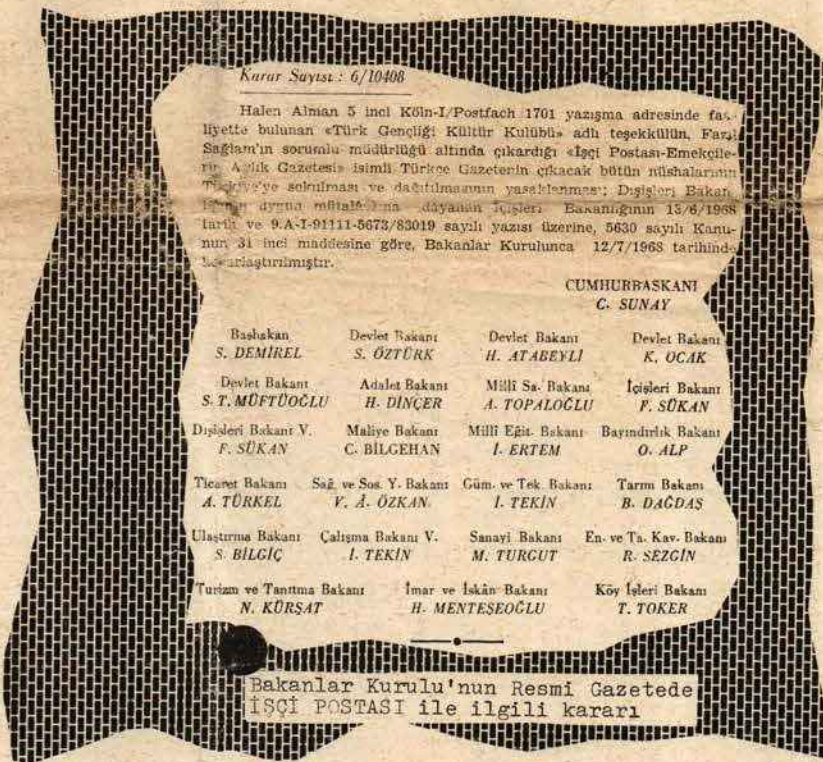 Karar Sayısı : 6/10408
Halen Alman 5 inci Köln-I/Postfach 1701 yazışma adresinde fa-
liyette bulunan «Türk Gençliği Kültür Kulübü» adlı teşekkülün,
Sağlam'ın sorumlu müdürlüğü altında çıkardığı «İşçi Postası-Emekçile-
Aylık Gazetesi» isimli Türkçe Gazetenin çıkacak bütün nüshalarının
Türkiye'ye sokulması ve dağıtılmasının yasaklanması; Dışişleri Bakan
uygun dayanan İçişleri Bakanlığının 13/6/1968
tarih ve 9.A-I-91111-5673/83019 sayılı yazısı üzerine, 5630 sayılı Kanu-
nun 31 inci maddesine göre, Bakanlar Kurulunca 12/7/1968 tarihinde
kararlaştırılmıştır.
CUMHURBAŞKANI
C. SUNAY
Başbakan Devlet Bakanı Devlet Bakanı Devlet Bakanı
S. DEMİREL S. ÖZTÜRK H. ATABEYLİ K. OCAK
Devlet Bakanı Adalet Bakanı Millî Sa. Bakanı İçişleri Bakanı
S. T. MÜFTÜOĞLU H. DİNÇER A. TOPALOĞLU F. SÜKAN
Dışişleri Bakanı V. Maliye Bakanı Millî Eğit. Bakanı Bayındırlık Bakanı
F. SÜKAN C. BİLGEHAN İ. ERTEM O. ALP
Ticaret Bakanı Sağ. ve Sos. Y. Bakanı Güm. ve Tek. Bakanı Tarım Bakanı
A. TÜRKEL V. A. ÖZKAN İ. TEKİN B. DAĞDAŞ
Ulaştırma Bakanı Çalışma Bakanı V. Sanayi Bakanı En. ve Ta. Kay. Bakanı
S. BİLGİÇ İ. TEKİN M. TURGUT R. SEZGİN
Turizm ve Tanıtma Bakanı İmar ve İskân Bakanı Köy İşleri Bakanı
N. KÜRŞAT H. MENTEŞEOĞLU T. TOKER
Bakanlar Kurulu'nun Resmi Gazetede
İŞÇİ POSTASI ile ilgili kararı